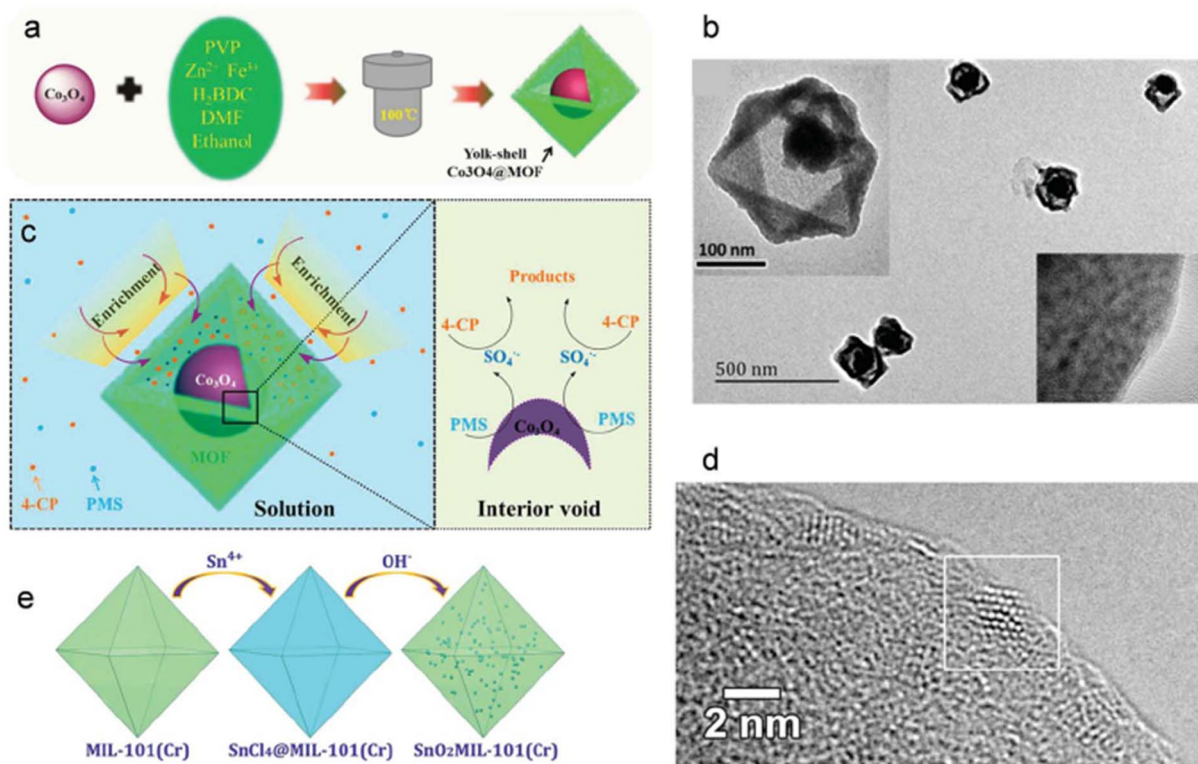 a
Co₃O₄
PVP
Zn²⁺ Fe³⁺
H₂BDC
DMF
Ethanol
100℃
Yolk-shell
Co3O4@MOF
b
100 nm
500 nm
c
Enrichment
Enrichment
Co₃O₄
MOF
4-CP
PMS
Solution
Products
4-CP
4-CP
SO₄·⁻
SO₄·⁻
PMS
Co₃O₄
PMS
Interior void
d
2 nm
e
Sn⁴⁺
OH⁻
MIL-101(Cr)
SnCl₄@MIL-101(Cr)
SnO₂MIL-101(Cr)